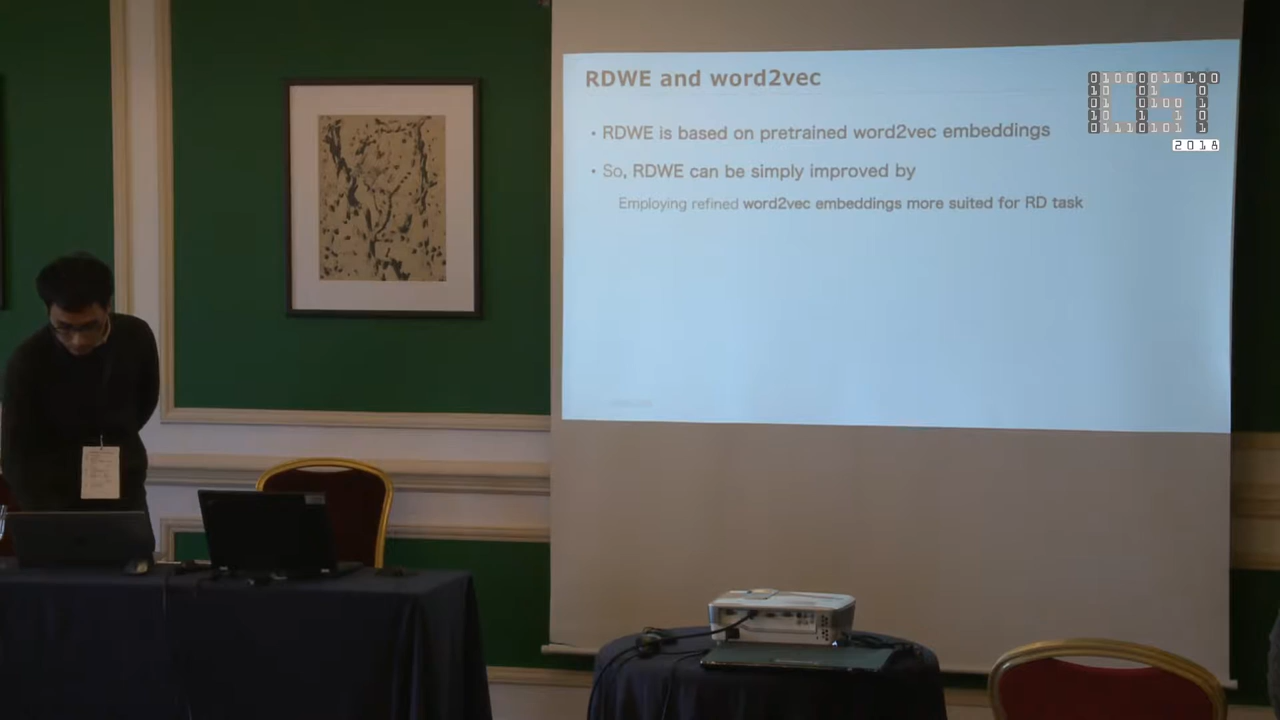 RDWE and word2vec
• RDWE is based on pretrained word2vec embeddings
• So, RDWE can be simply improved by
Employing refined word2vec embeddings more suited for RD task
2018